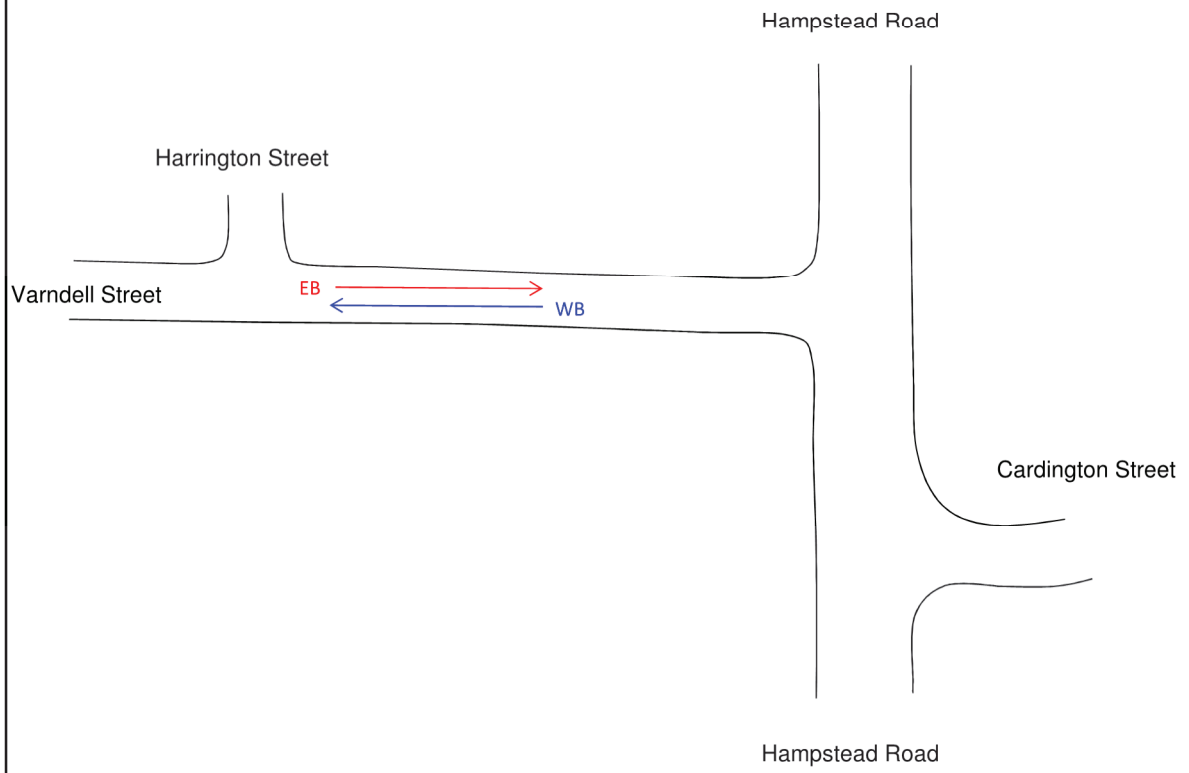 Hampstead Road
Harrington Street
Varndell Street
EB
WB
Cardington Street
Hampstead Road